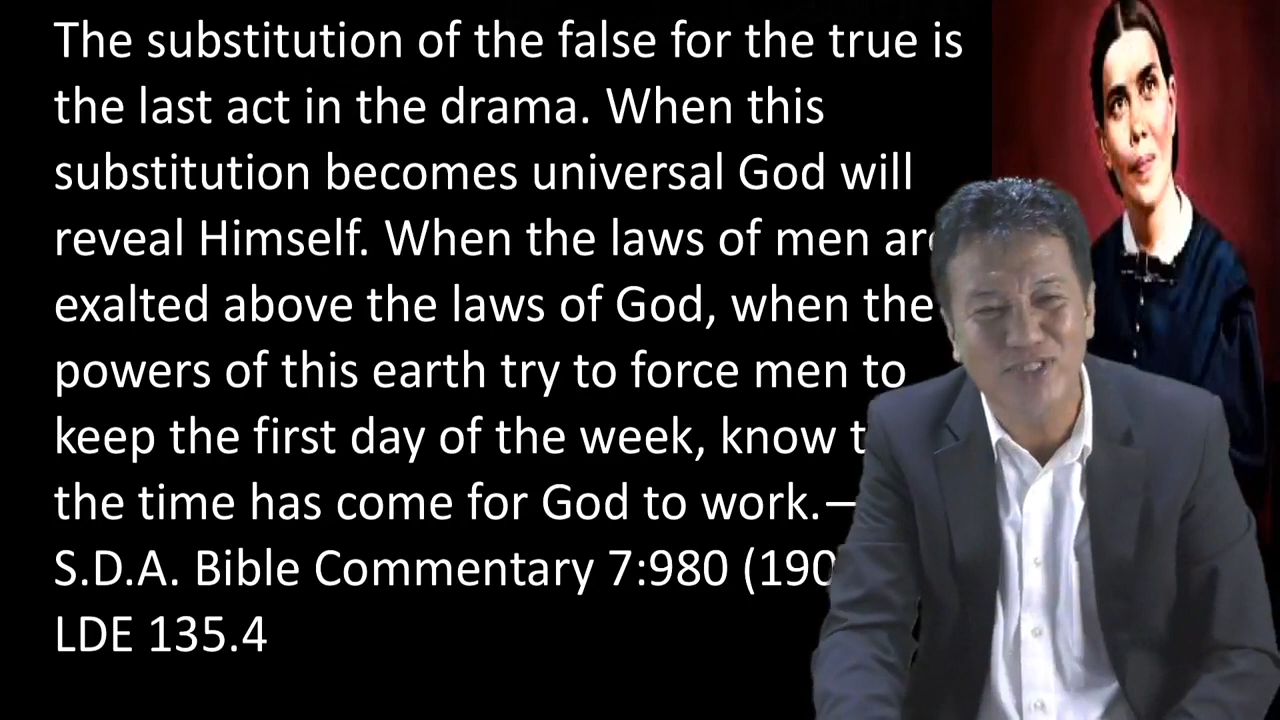 The substitution of the false for the true is
the last act in the drama. When this
substitution becomes universal God will
reveal Himself. When the laws of men are
exalted above the laws of God, when the
powers of this earth try to force men to
keep the first day of the week, know
the time has come for God to work.—
S.D.A. Bible Commentary 7:980 (190
LDE 135.4